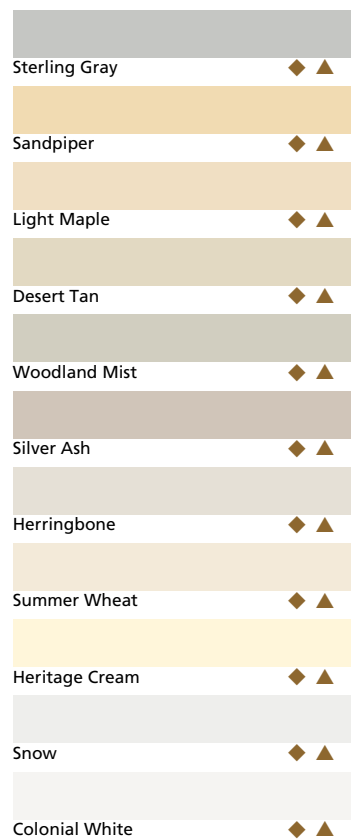 Sterling Gray ◆ ▲
Sandpiper ◆ ▲
Light Maple ◆ ▲
Desert Tan ◆ ▲
Woodland Mist ◆ ▲
Silver Ash ◆ ▲
Herringbone ◆ ▲
Summer Wheat ◆ ▲
Heritage Cream ◆ ▲
Snow ◆ ▲
Colonial White ◆ ▲